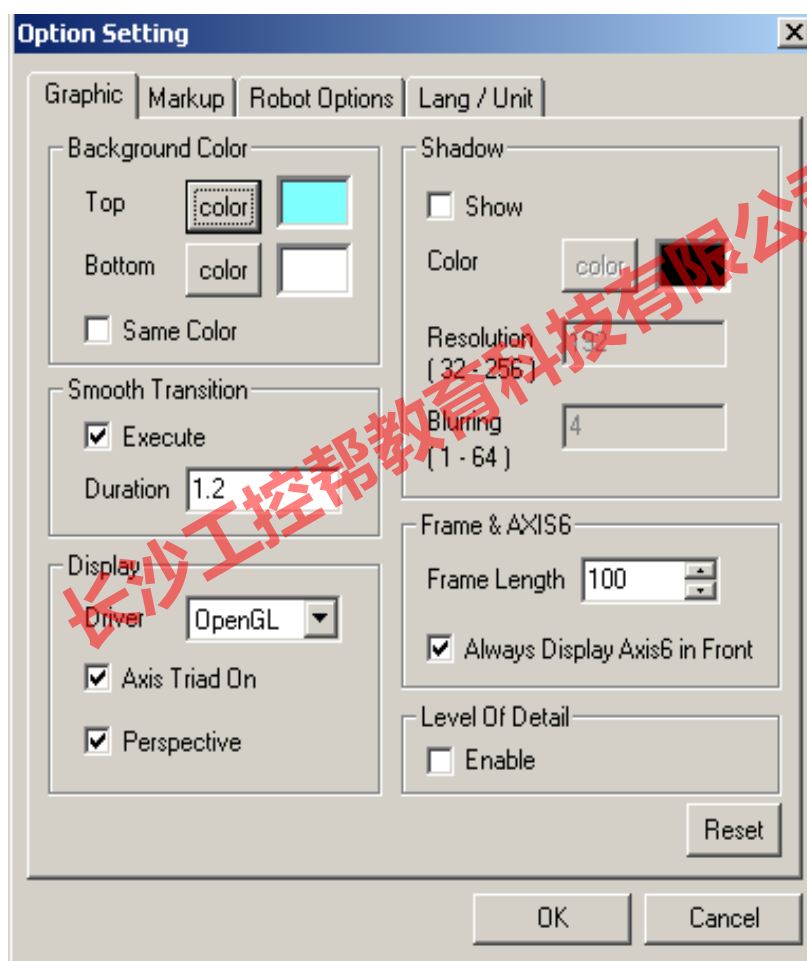 Option Setting
Graphic Markup Robot Options Lang / Unit
Background Color
Top color
Bottom color
Same Color
Smooth Transition
Execute
Duration 1.2
Display
Driver OpenGL
Axis Triad On
Perspective
Shadow
Show
Color color
Resolution 192
( 32 - 256 )
Blurring 4
( 1 - 64 )
Frame & AXIS6
Frame Length 100
Always Display Axis6 in Front
Level Of Detail
Enable
Reset
OK Cancel
长沙工控帮教育科技有限公司